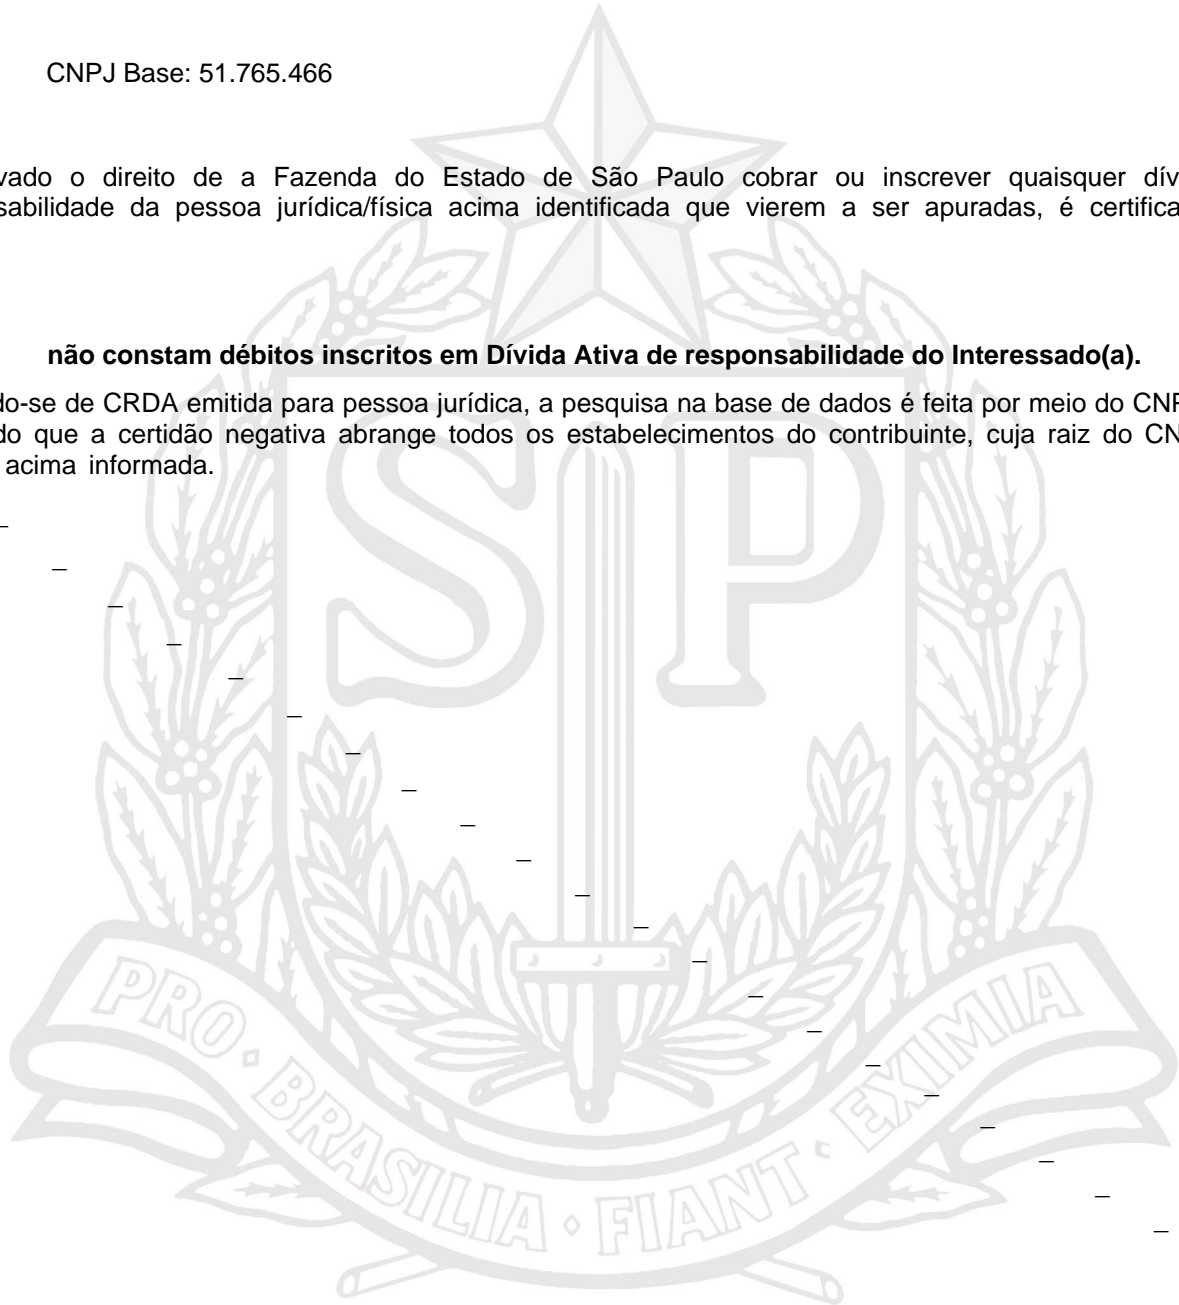 CNPJ Base: 51.765.466
vado o direito de a Fazenda do Estado de São Paulo cobrar ou inscrever quaisquer dív
sabilidade da pessoa jurídica/física acima identificada que vierem a ser apuradas, é certifica
não constam débitos inscritos em Dívida Ativa de responsabilidade do Interessado(a).
do-se de CRDA emitida para pessoa jurídica, a pesquisa na base de dados é feita por meio do CNP
do que a certidão negativa abrange todos os estabelecimentos do contribuinte, cuja raiz do CN
acima informada.
SP
PRO · BRASILIA · FIANT · EXIMIA